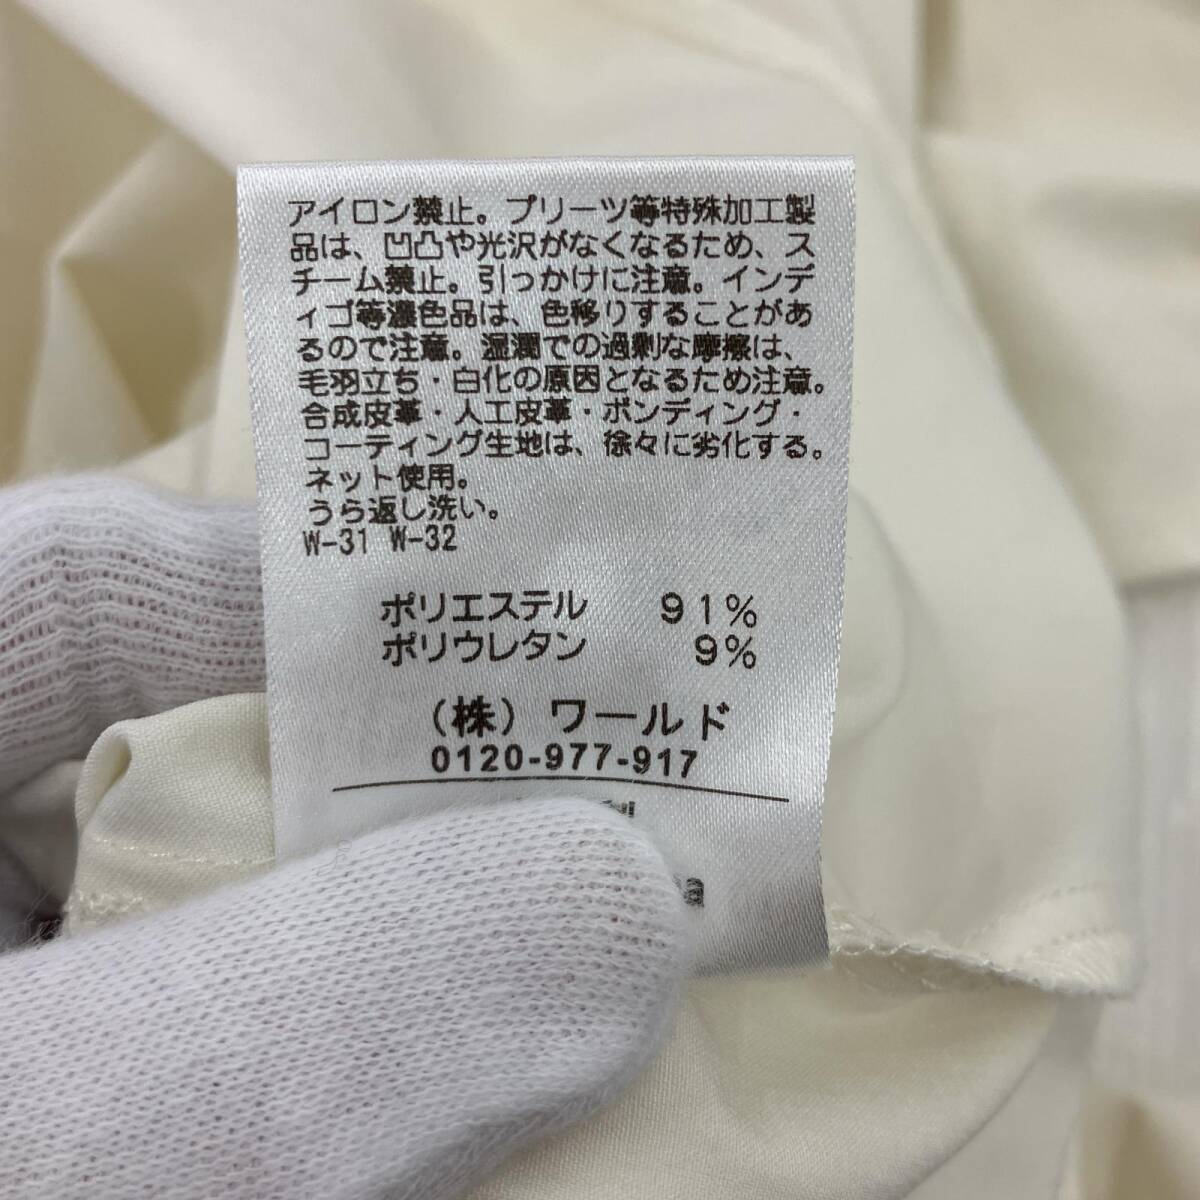 アイロン禁止。プリーツ等特殊加工製
品は、凹凸や光沢がなくなるため、ス
チーム禁止。引っかけに注意。インデ
ィゴ等濃色品は、色移りすることがあ
るので注意。湿潤での過剰な摩擦は、
毛羽立ち・白化の原因となるため注意。
合成皮革・人工皮革・ボンディング・
コーティング生地は、徐々に劣化する。
ネット使用。
うら返し洗い。
W-31 W-32
ポリエステル 91%
ポリウレタン 9%
(株) ワールド
0120-977-917